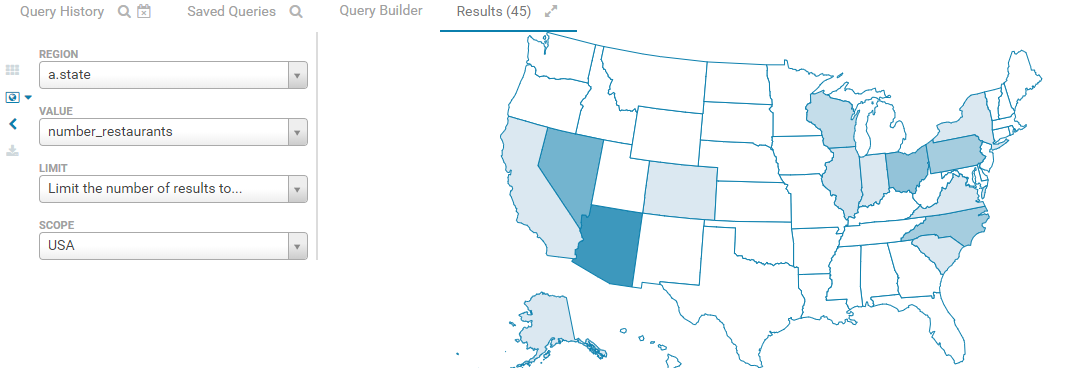 Query History
Saved Queries
Query Builder
Results (45)
REGION
a.state
VALUE
number_restaurants
LIMIT
Limit the number of results to...
SCOPE
USA